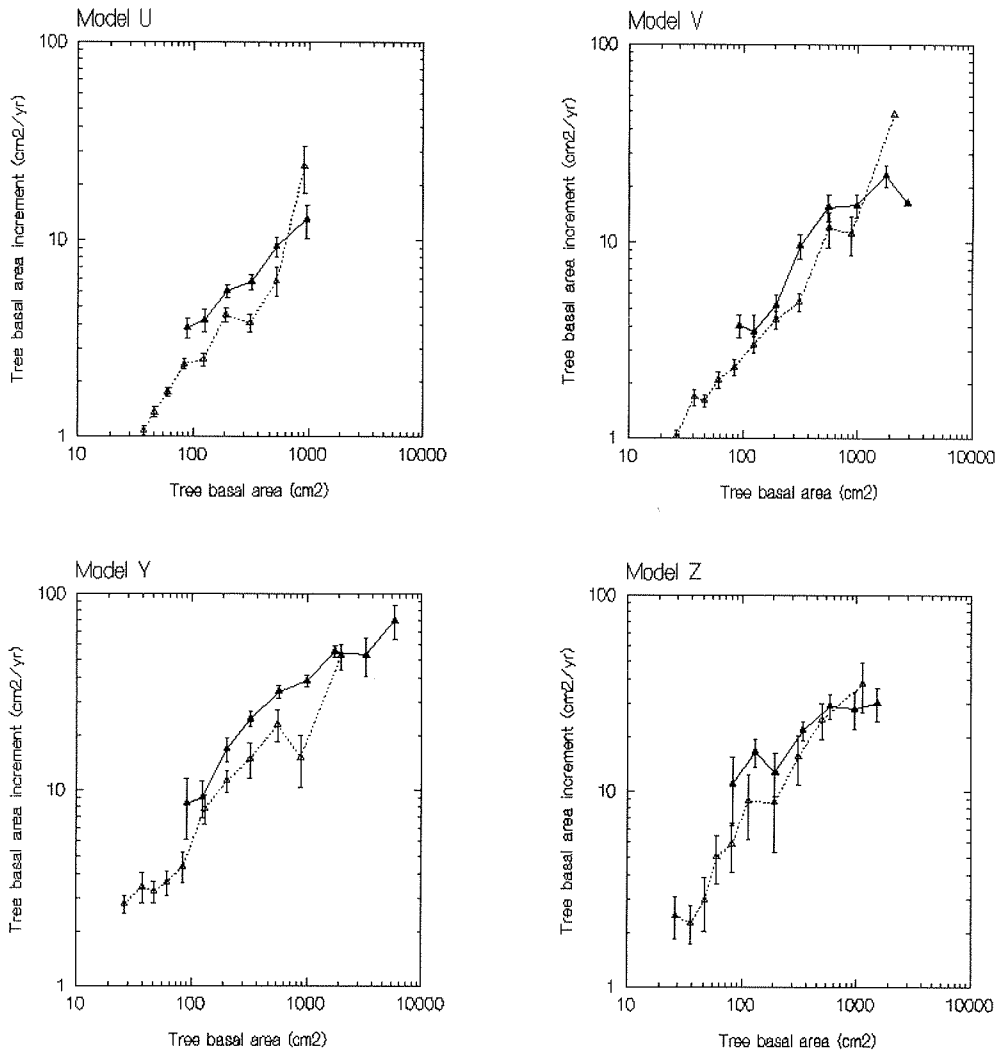 Model U
100
10
1
Tree basal area increment (cm2/yr)
10 100 1000 10000
Tree basal area (cm2)
Model V
100
10
1
Tree basal area increment (cm2/yr)
10 100 1000 10000
Tree basal area (cm2)
Model Y
100
10
1
Tree basal area increment (cm2/yr)
10 100 1000 10000
Tree basal area (cm2)
Model Z
100
10
1
Tree basal area increment (cm2/yr)
10 100 1000 10000
Tree basal area (cm2)